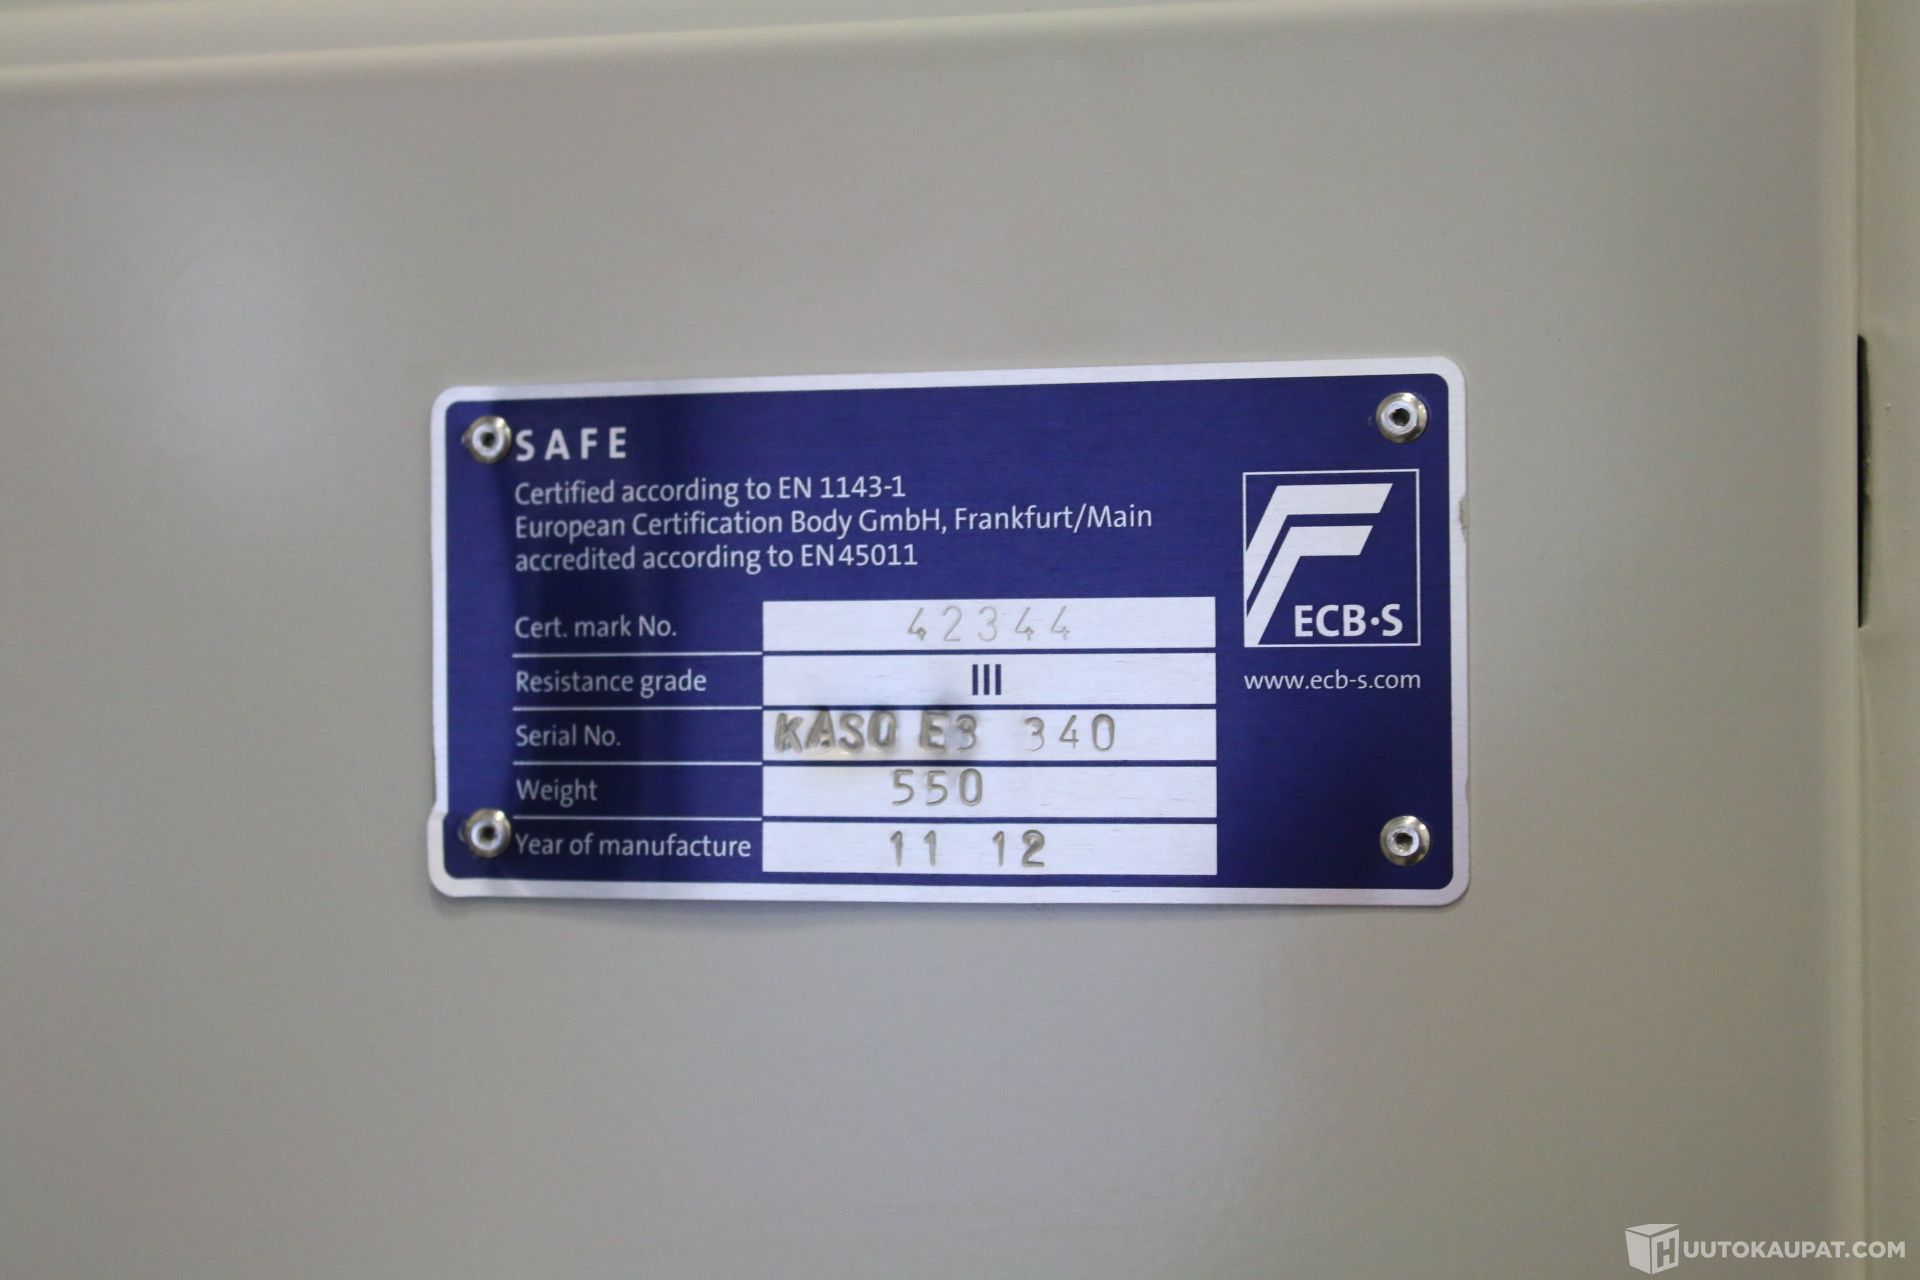 SAFE
Certified according to EN 1143-1
European Certification Body GmbH, Frankfurt/Main
accredited according to EN 45011
Cert. mark No. 42344
Resistance grade III
Serial No. KASO E3 340
Weight 550
Year of manufacture 11 12
ECB·S
www.ecb-s.com
HUUTOKAUPAT.COM